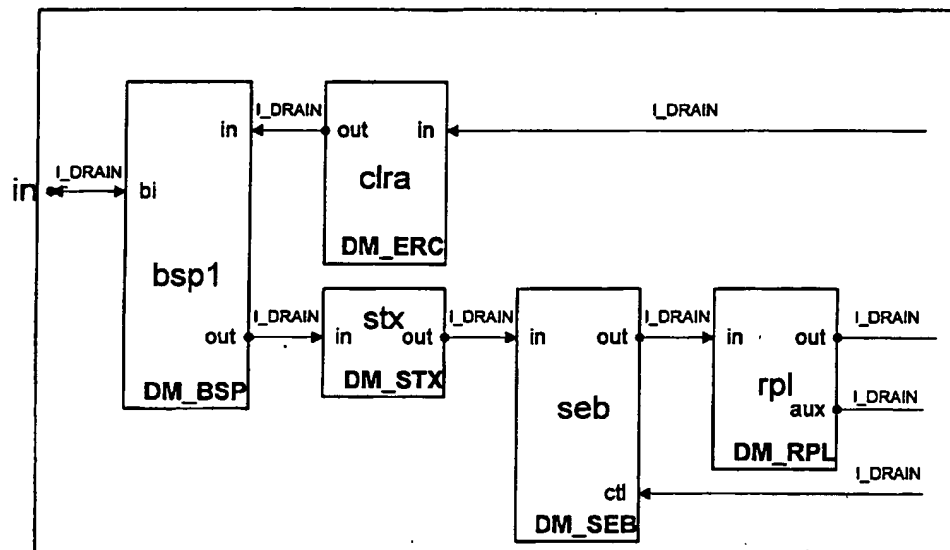 I_DRAIN I_DRAIN
in out in
I_DRAIN clra
in bi
DM_ERC
bsp1
I_DRAIN stx I_DRAIN I_DRAIN I_DRAIN
out in out in out in out
DM_BSP DM_STX
rpl
I_DRAIN
seb aux
DM_RPL
I_DRAIN
ctl
DM_SEB